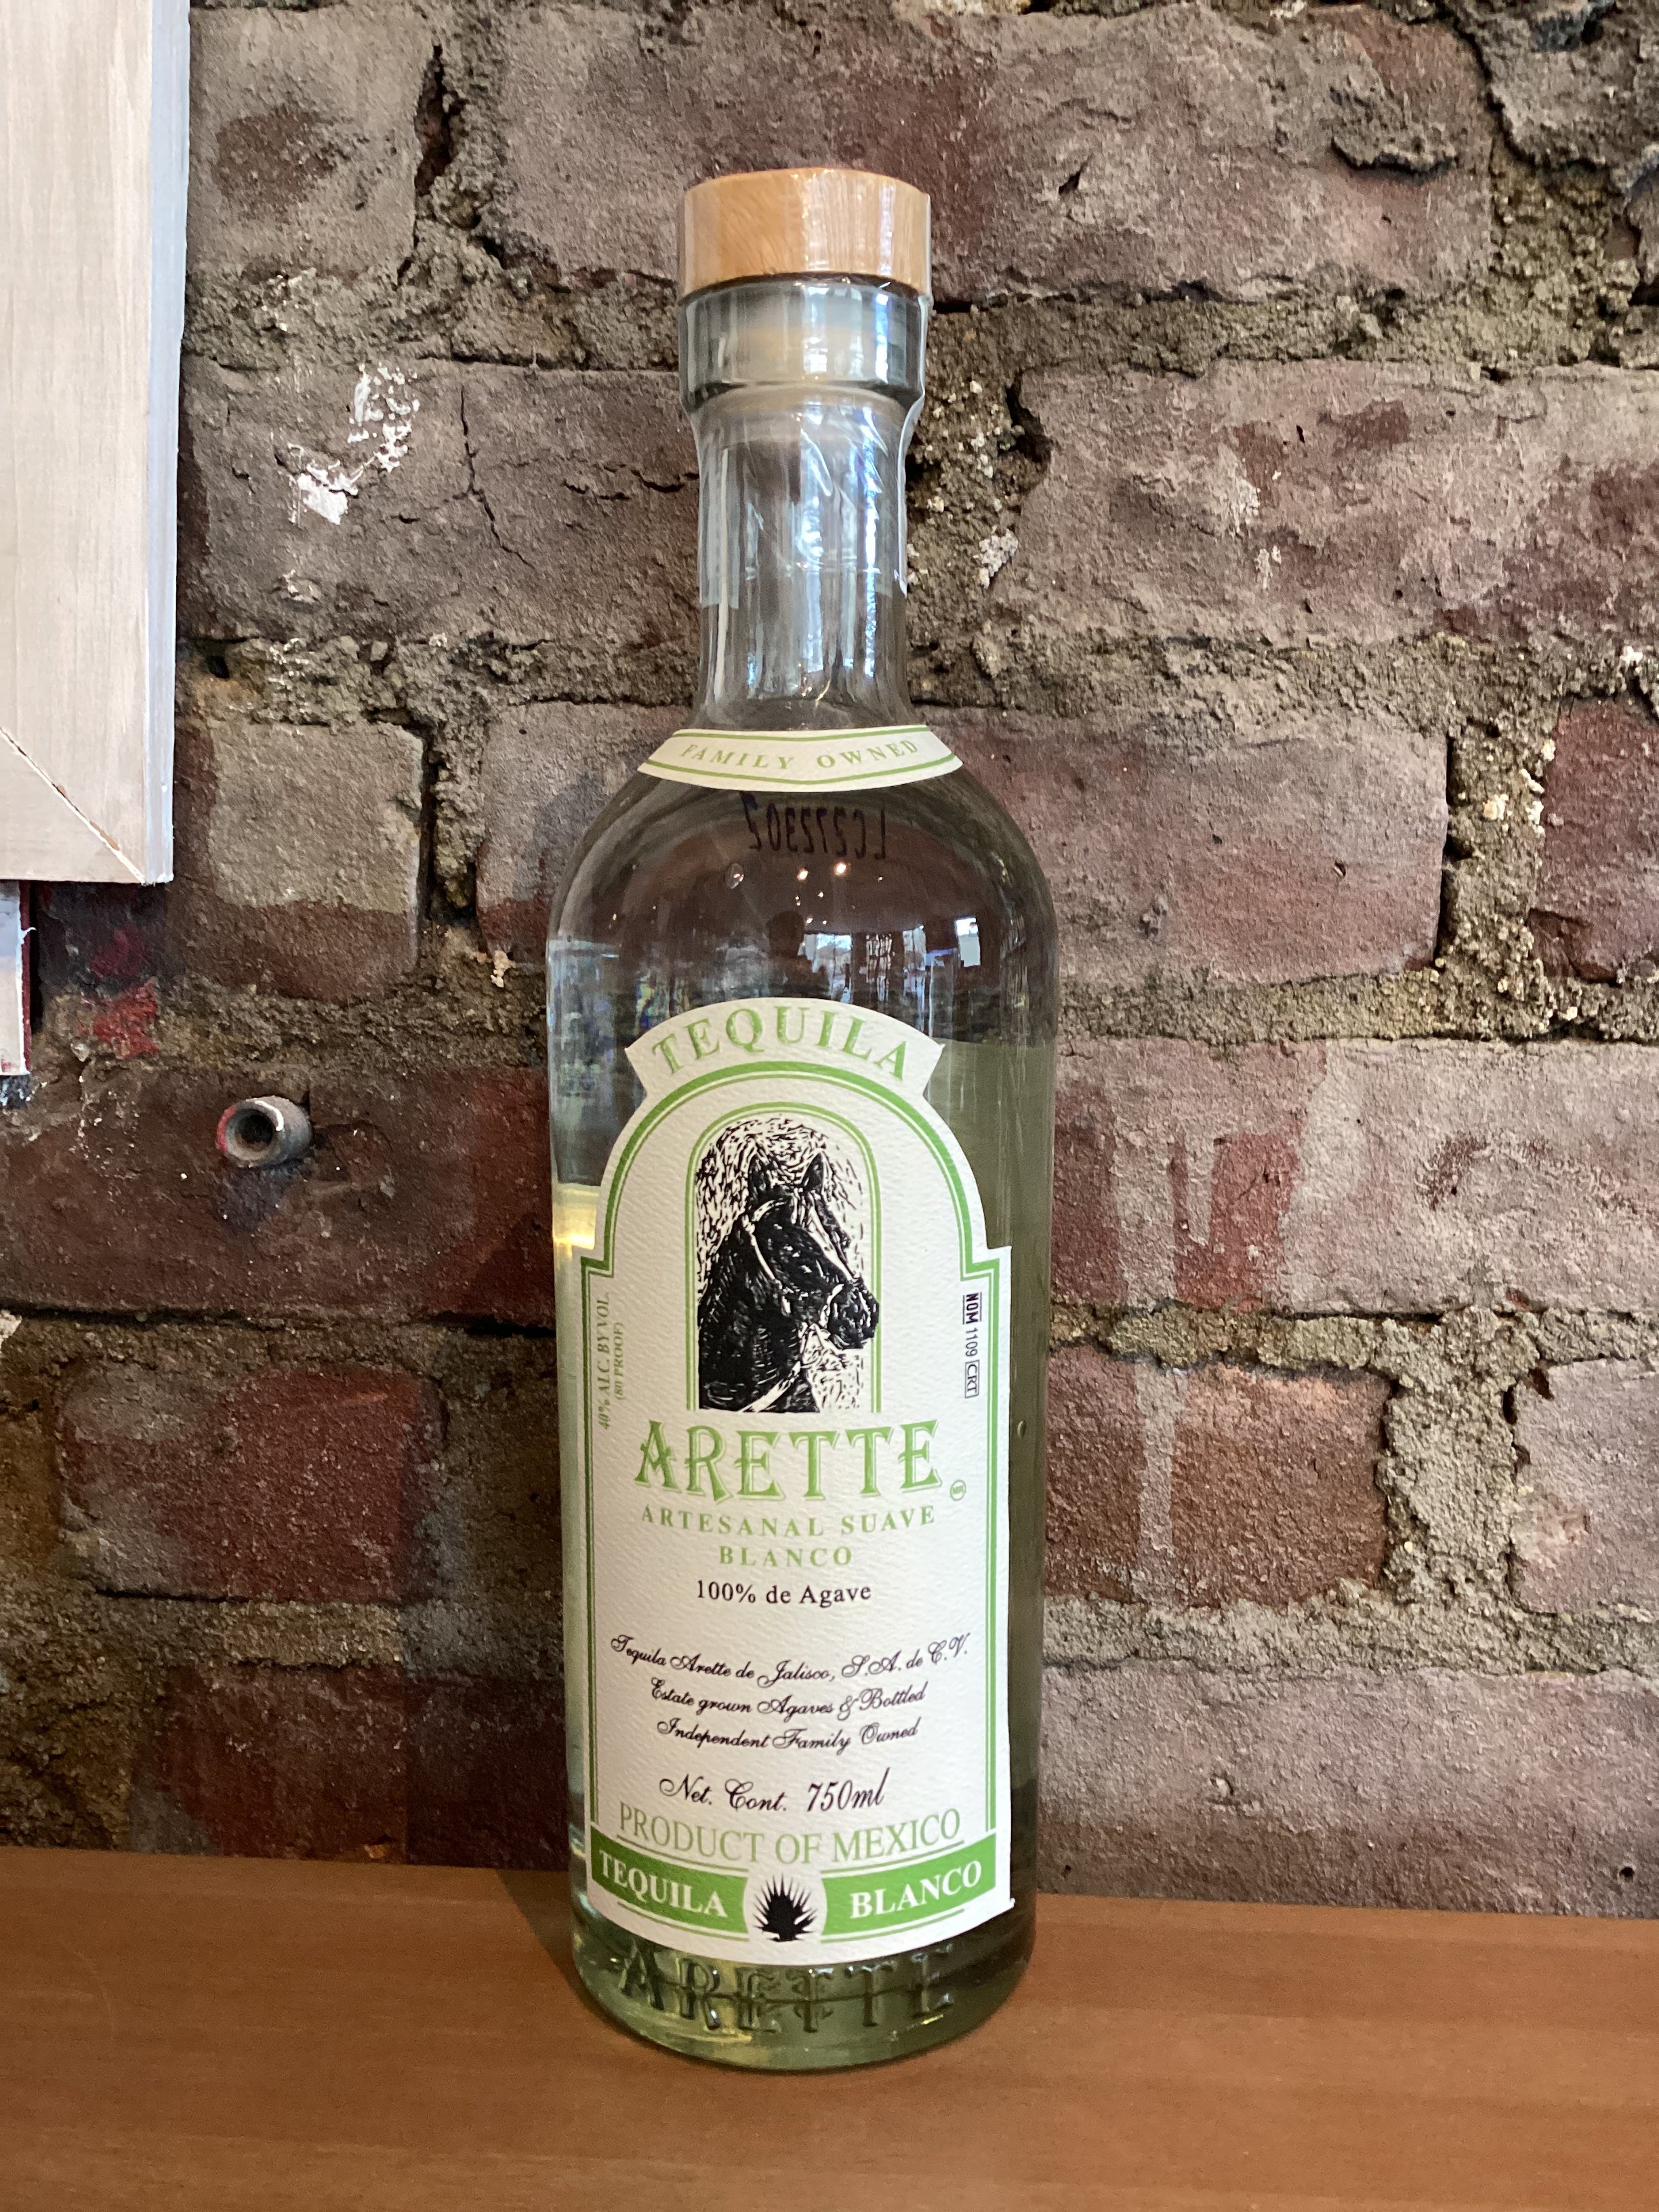 FAMILY OWNED
LC272302
TEQUILA
40% ALC. BY VOL.
(80 PROOF)
NOM 1109 CRT
ARETTE
ARTESANAL SUAVE
BLANCO
100% de Agave
Tequila Arette de Jalisco, S.A. de C.V.
Estate grown Agaves & Bottled
Independent Family Owned
Net. Cont. 750ml
PRODUCT OF MEXICO
TEQUILA BLANCO
ARETTE